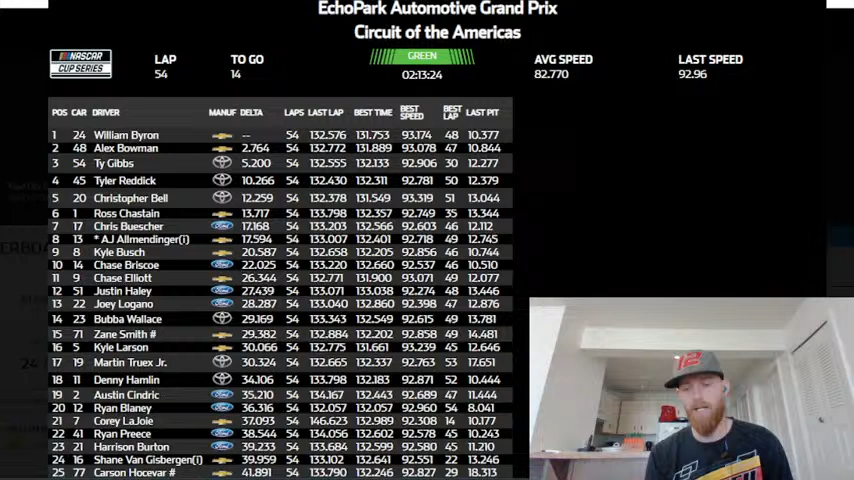 EchoPark Automotive Grand Prix
Circuit of the Americas
NASCAR CUP SERIES
LAP TO GO GREEN AVG SPEED LAST SPEED
54 14 02:13:24 82.770 92.96
POS CAR DRIVER MANUF DELTA LAPS LAST LAP BEST TIME BEST SPEED BEST LAP LAST PIT
1 24 William Byron -- 54 132.576 131.753 93.174 48 10.377
2 48 Alex Bowman 2.764 54 132.772 131.889 93.078 47 10.844
3 54 Ty Gibbs 5.200 54 132.555 132.133 92.906 30 12.277
4 45 Tyler Reddick 10.266 54 132.430 132.311 92.781 50 12.379
5 20 Christopher Bell 12.259 54 132.378 131.549 93.319 51 13.044
6 1 Ross Chastain 13.717 54 133.798 132.357 92.749 35 13.344
7 17 Chris Buescher 17.168 54 133.203 132.566 92.603 46 12.112
8 13 * AJ Allmendinger(i) 17.594 54 133.007 132.401 92.718 49 12.745
9 8 Kyle Busch 20.587 54 132.658 132.205 92.856 46 10.744
10 14 Chase Briscoe 22.025 54 133.220 132.660 92.537 46 10.510
11 9 Chase Elliott 26.344 54 132.771 131.900 93.071 49 12.077
12 51 Justin Haley 27.439 54 133.071 133.038 92.274 48 13.446
13 22 Joey Logano 28.287 54 133.040 132.860 92.398 47 12.876
14 23 Bubba Wallace 29.169 54 133.343 132.549 92.615 49 13.781
15 71 Zane Smith # 29.382 54 132.884 132.202 92.858 49 14.481
16 5 Kyle Larson 30.066 54 132.775 131.661 93.239 45 12.646
17 19 Martin Truex Jr. 30.324 54 132.665 132.337 92.763 53 17.651
18 11 Denny Hamlin 34.106 54 133.798 132.183 92.871 52 10.444
19 2 Austin Cindric 35.210 54 134.167 132.443 92.689 47 11.444
20 12 Ryan Blaney 36.316 54 132.057 132.057 92.960 54 8.041
21 7 Corey LaJoie 37.093 54 146.623 132.989 92.308 14 10.177
22 41 Ryan Preece 38.544 54 134.056 132.602 92.578 45 10.243
23 21 Harrison Burton 39.233 54 133.684 132.599 92.580 45 11.210
24 16 Shane Van Gisbergen(i) 39.959 54 133.102 132.641 92.551 22 13.246
25 77 Carson Hocevar # 41.891 54 133.790 132.246 92.827 29 18.313
12